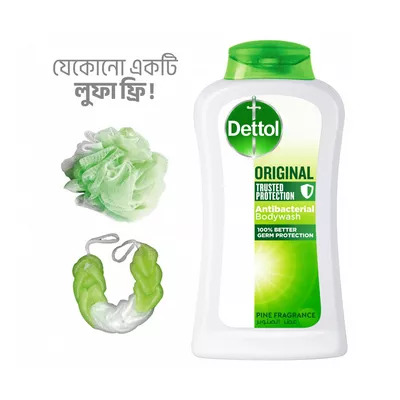 যেকোনো একটি
লুফা ফ্রি!
Dettol
ORIGINAL
TRUSTED
PROTECTION
Antibacterial
Bodywash
100% BETTER
GERM PROTECTION
PINE FRAGRANCE